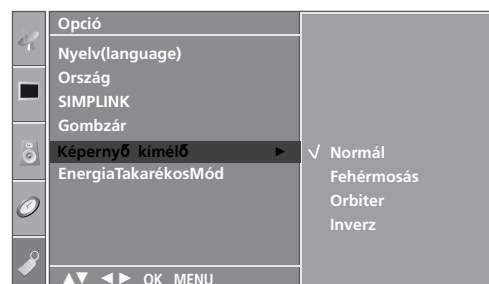 Opció
Nyelv(language)
Ország
SIMPLINK
Gombzár
Képernyő kímélő ►
EnergiaTakarékosMód
√ Normál
Fehérmosás
Orbiter
Inverz
▲▼ ◄► OK MENU